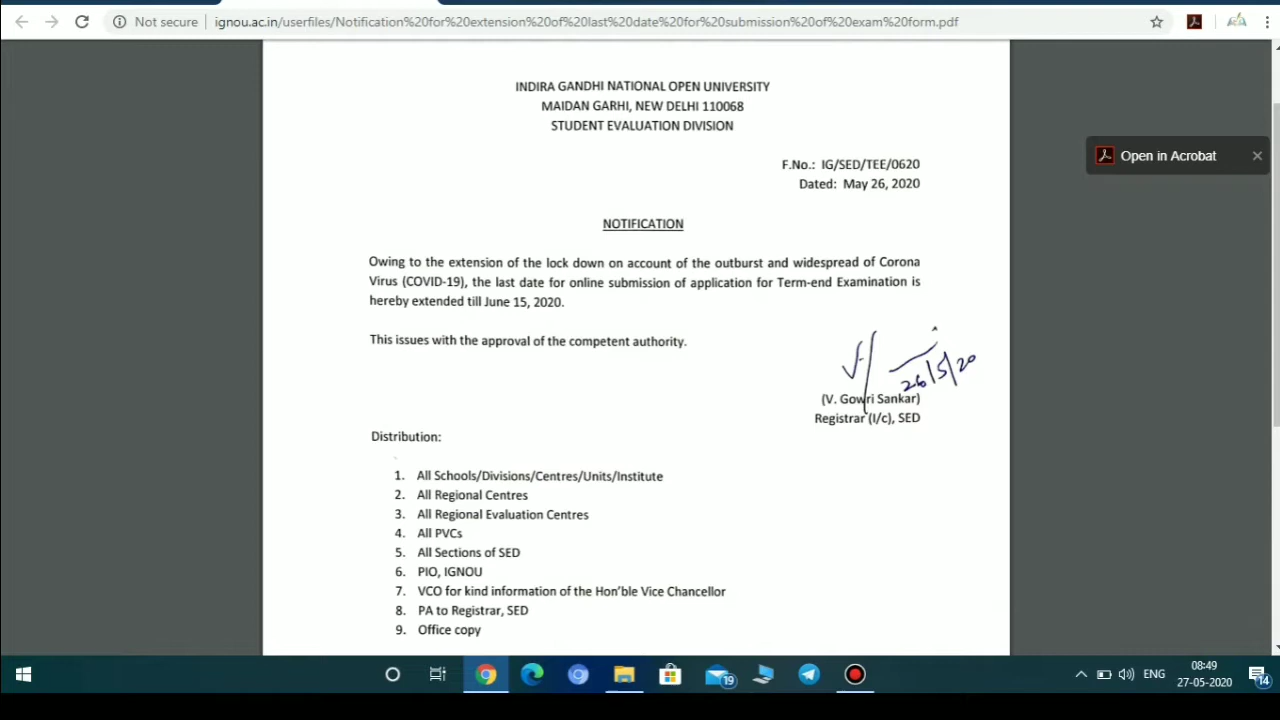 Not secure
ignou.ac.in/userfiles/Notification%20for%20extension%20of%20last%20date%20for%20submission%20of%20exam%20form.pdf
Open in Acrobat
INDIRA GANDHI NATIONAL OPEN UNIVERSITY
MAIDAN GARHI, NEW DELHI 110068
STUDENT EVALUATION DIVISION
F.No.: IG/SED/TEE/0620
Dated: May 26, 2020
NOTIFICATION
Owing to the extension of the lock down on account of the outburst and widespread of Corona
Virus (COVID-19), the last date for online submission of application for Term-end Examination is
hereby extended till June 15, 2020.
This issues with the approval of the competent authority.
26/5/20
(V. Gowri Sankar)
Registrar (I/c), SED
Distribution:
1. All Schools/Divisions/Centres/Units/Institute
2. All Regional Centres
3. All Regional Evaluation Centres
4. All PVCs
5. All Sections of SED
6. PIO, IGNOU
7. VCO for kind information of the Hon'ble Vice Chancellor
8. PA to Registrar, SED
9. Office copy
19
ENG
08:49
27-05-2020
14